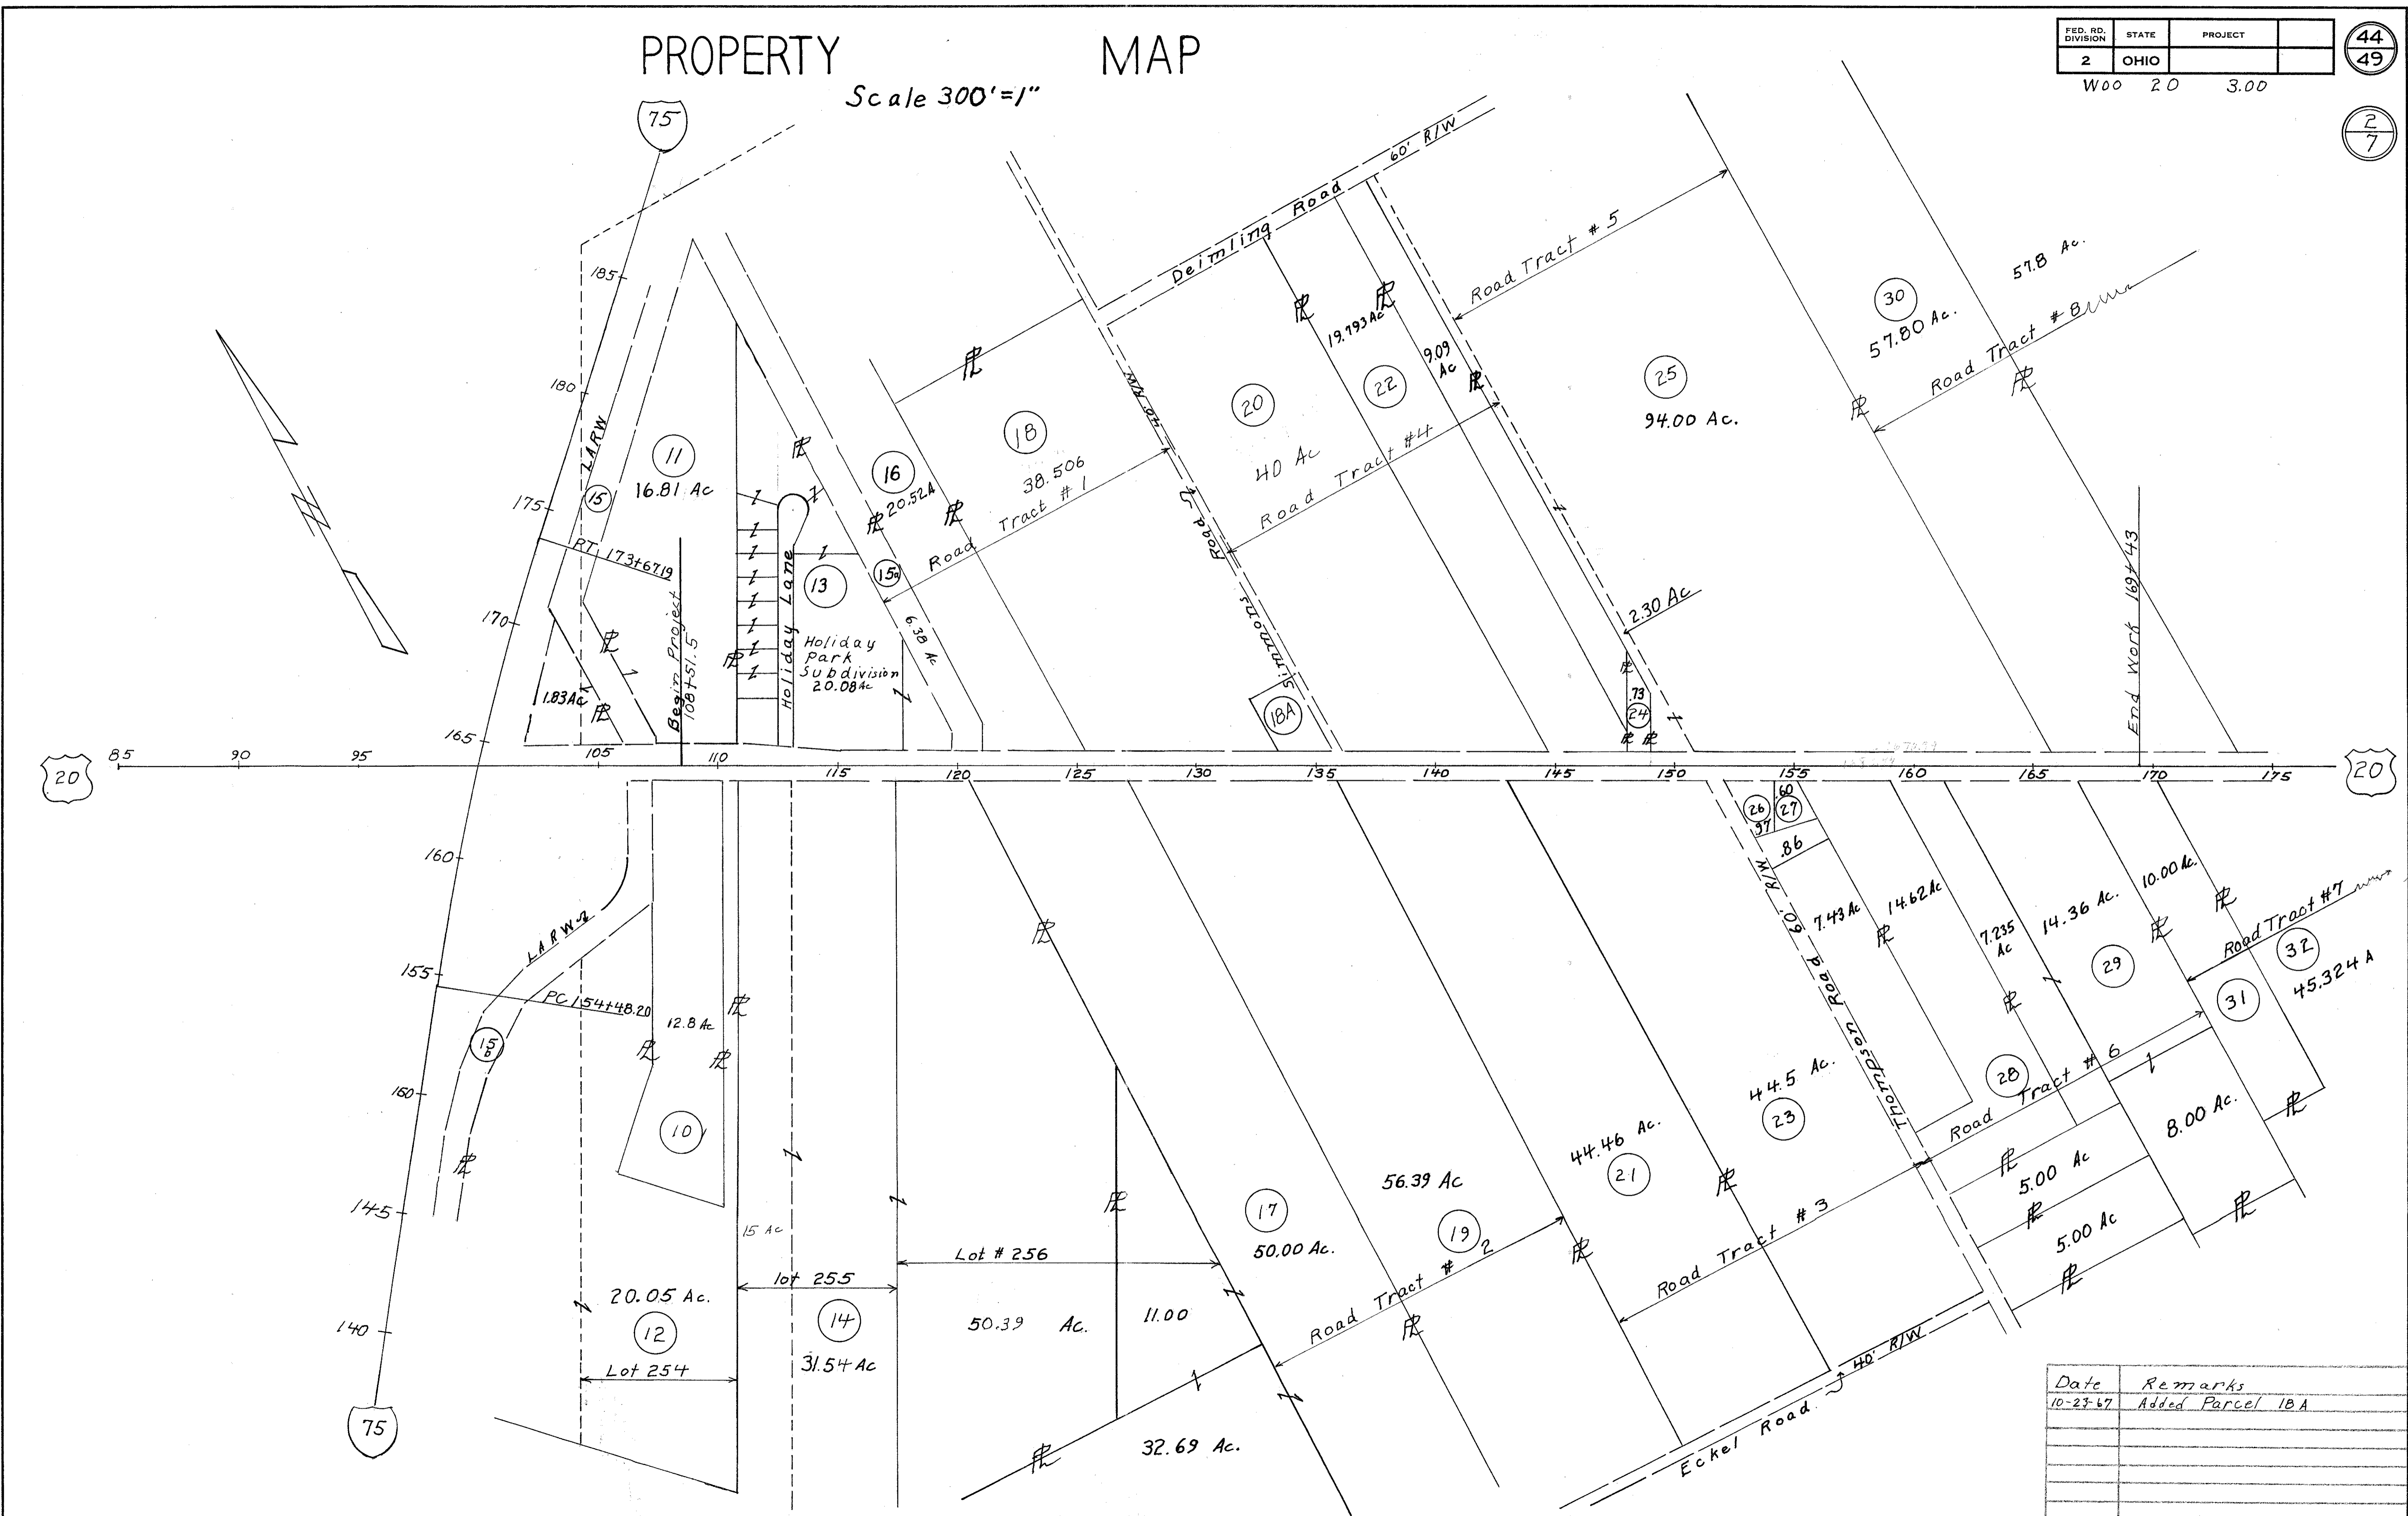 PROPERTY MAP
Scale 300'=1"
FED. RD. DIVISION STATE PROJECT
2 OHIO
W00 20 3.00
44
49
2
7
75
185
180
175
170
165
160
155
150
145
140
75
LARW
15
11
16.81 Ac
RT 173+67.19
1.83 Ac
Begin Project
108+51.5
Holiday Lane
13
Holiday
Park
Subdivision
20.08 Ac
15a
6.38 Ac
16
20.52A
18
38.506
Road Tract # 1
40' R/W
Simmons Road
18A
Deimling Road 60' R/W
20
40 Ac
Road Tract #4
19.793 Ac
22
9.09
Ac
Road Tract # 5
25
94.00 Ac.
2.30 Ac
.73
24
30
57.80 Ac.
57.8 Ac.
Road Tract # 8
End Work 169+43
20
85 90 95 105 110 115 120 125 130 135 140 145 150 155 160 165 170 175
20
LARW
PC 154+48.20
15
B
12.8 Ac
10
15 Ac
20.05 Ac.
12
Lot 254
lot 255
14
31.54 Ac
Lot # 256
50.39 Ac.
11.00
32.69 Ac.
17
50.00 Ac.
56.39 Ac
19
Road Tract # 2
44.46 Ac.
21
44.5 Ac.
23
Road Tract # 3
26
.97
.60
27
.86
Thompson Road 60' R/W
7.43 Ac
14.62 Ac
7.235
Ac
14.36 Ac.
10.00 Ac.
29
28
Road Tract # 6
Road Tract #7
32
45.324 A
31
8.00 Ac.
5.00 Ac
5.00 Ac
Eckel Road
40' R/W
Date Remarks
10-23-67 Added Parcel 18A